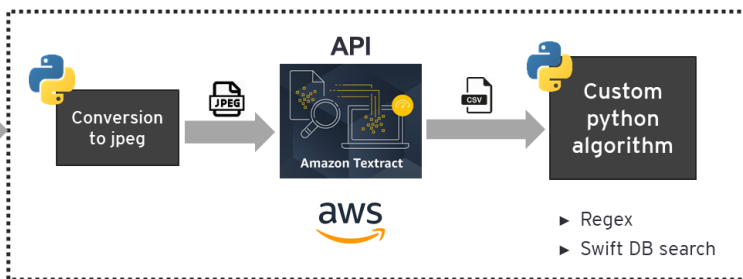 API
Conversion
to jpeg
JPEG
Amazon Textract
CSV
Custom
python
algorithm
aws
► Regex
► Swift DB search